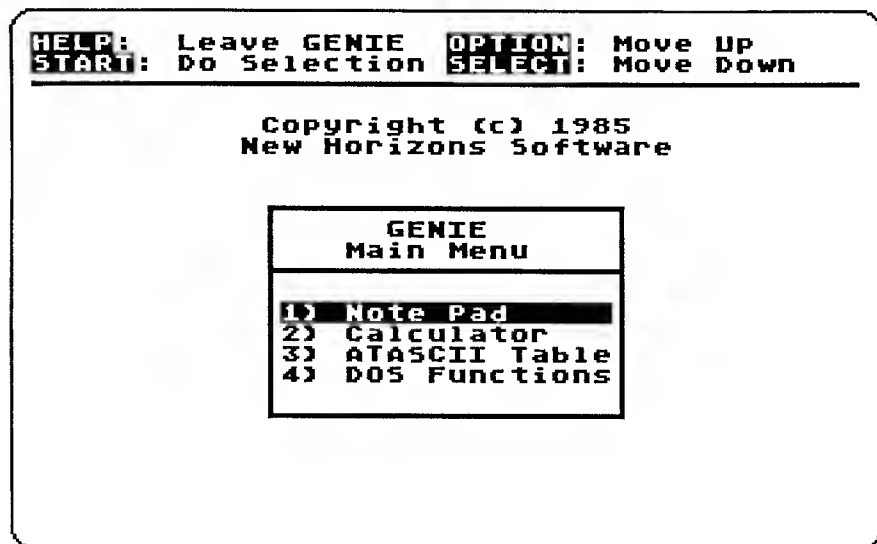 HELP: Leave GENIE OPTION: Move Up
START: Do Selection SELECT: Move Down
Copyright (c) 1985
New Horizons Software
GENIE
Main Menu
1) Note Pad
2) Calculator
3) ATASCII Table
4) DOS Functions